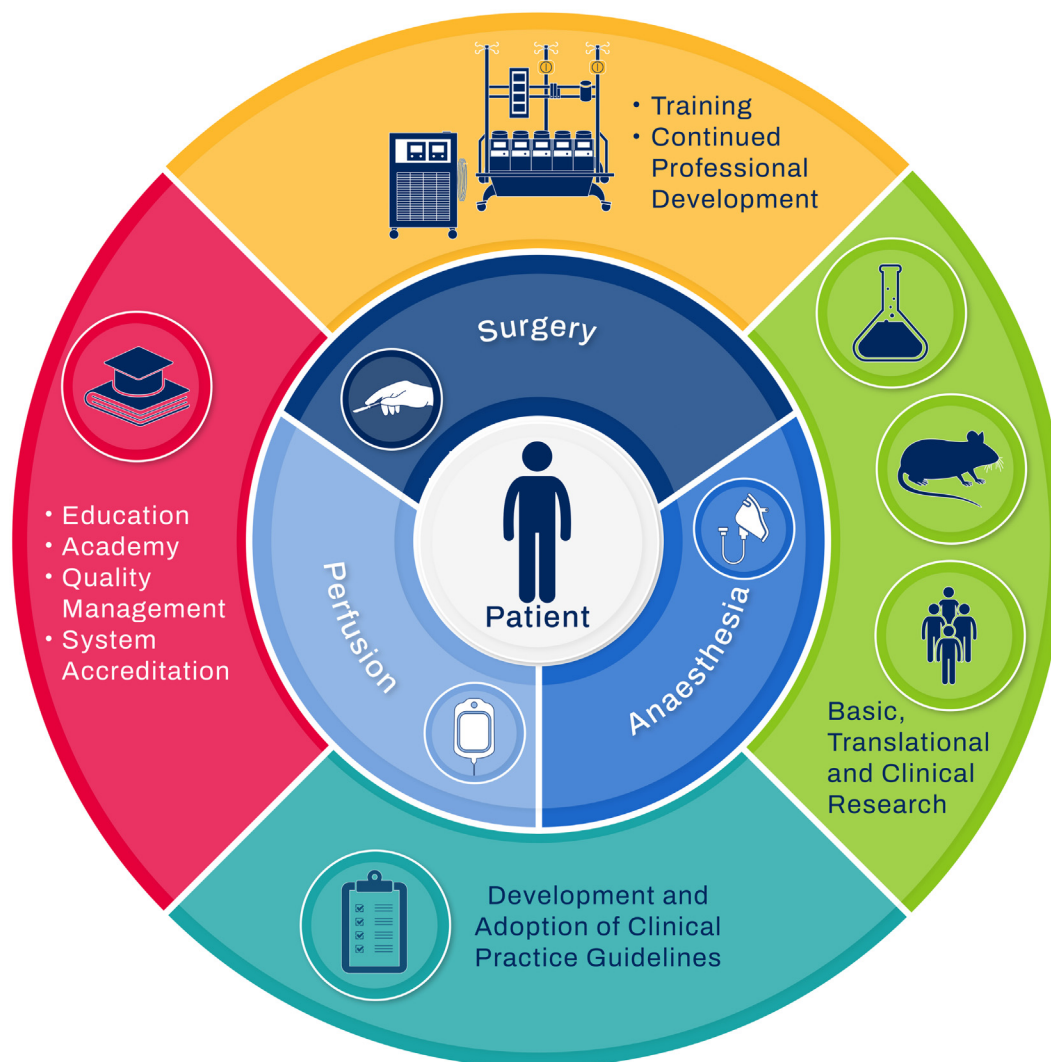 • Training
• Continued
Professional
Development
Surgery
Patient
Perfusion
Anaesthesia
• Education
• Academy
• Quality
Management
• System
Accreditation
Basic,
Translational
and Clinical
Research
Development and
Adoption of Clinical
Practice Guidelines